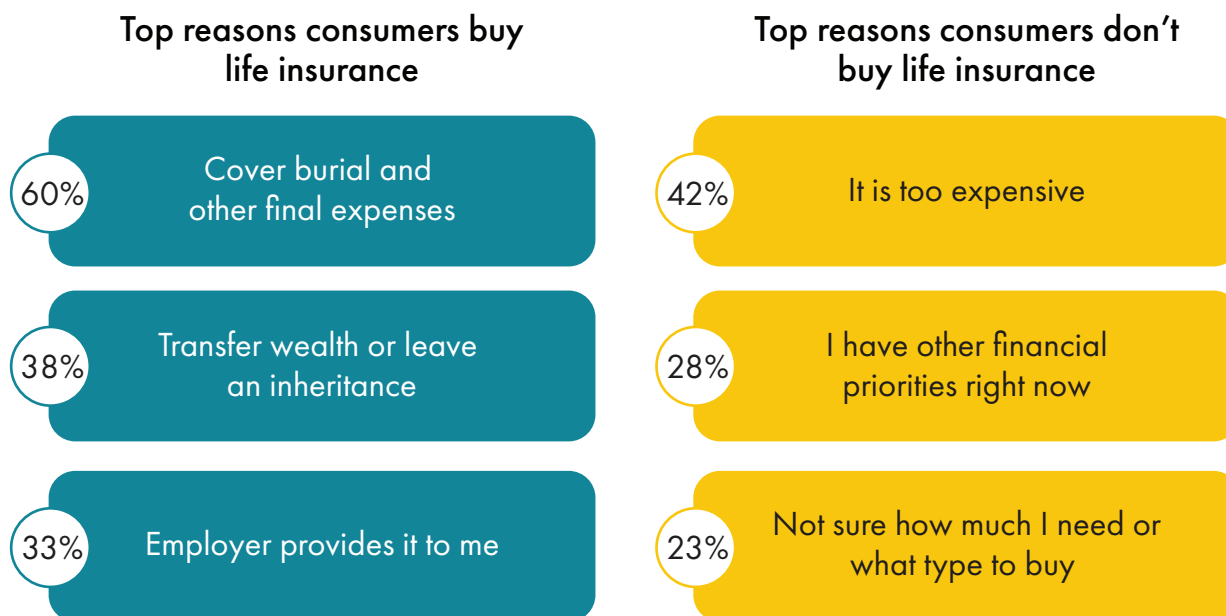 Top reasons consumers buy
life insurance
60%
Cover burial and
other final expenses
38%
Transfer wealth or leave
an inheritance
33%
Employer provides it to me
Top reasons consumers don’t
buy life insurance
42%
It is too expensive
28%
I have other financial
priorities right now
23%
Not sure how much I need or
what type to buy